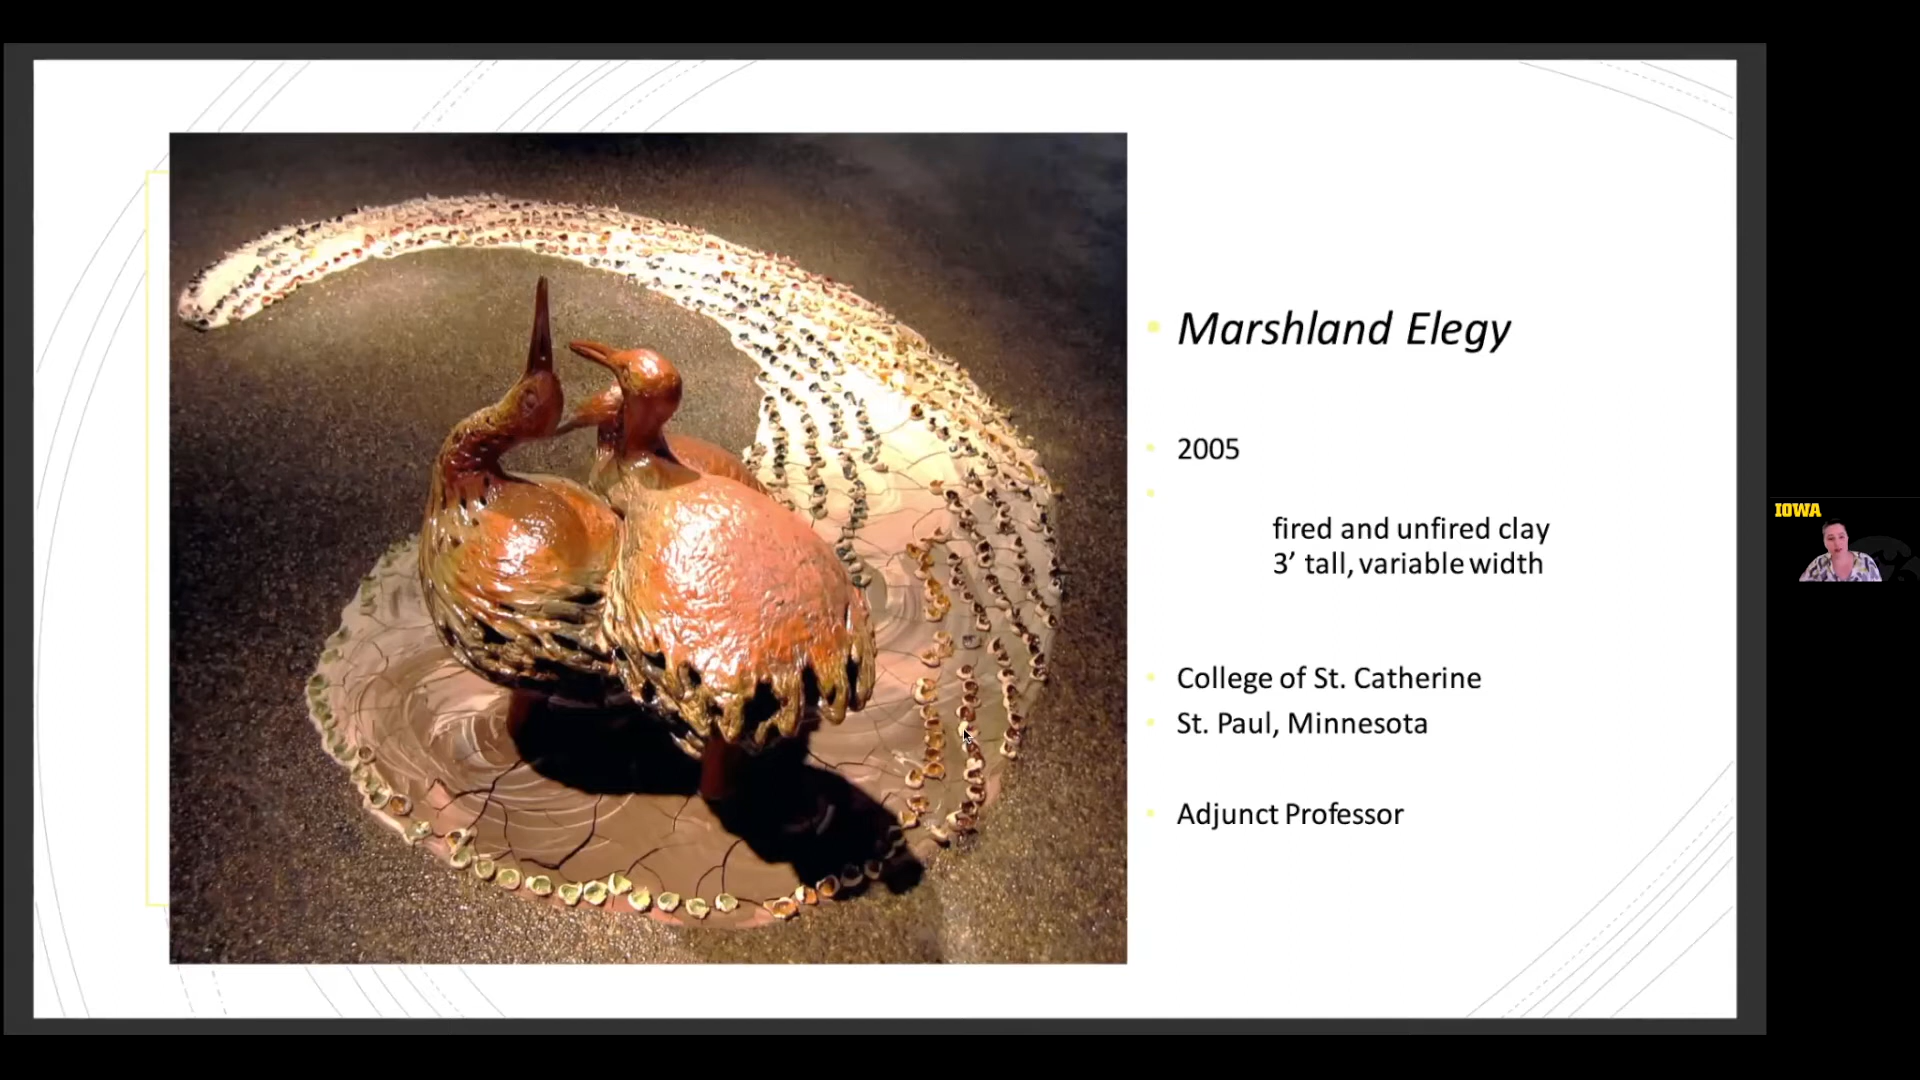 Marshland Elegy
2005
fired and unfired clay
3’ tall, variable width
College of St. Catherine
St. Paul, Minnesota
Adjunct Professor
IOWA